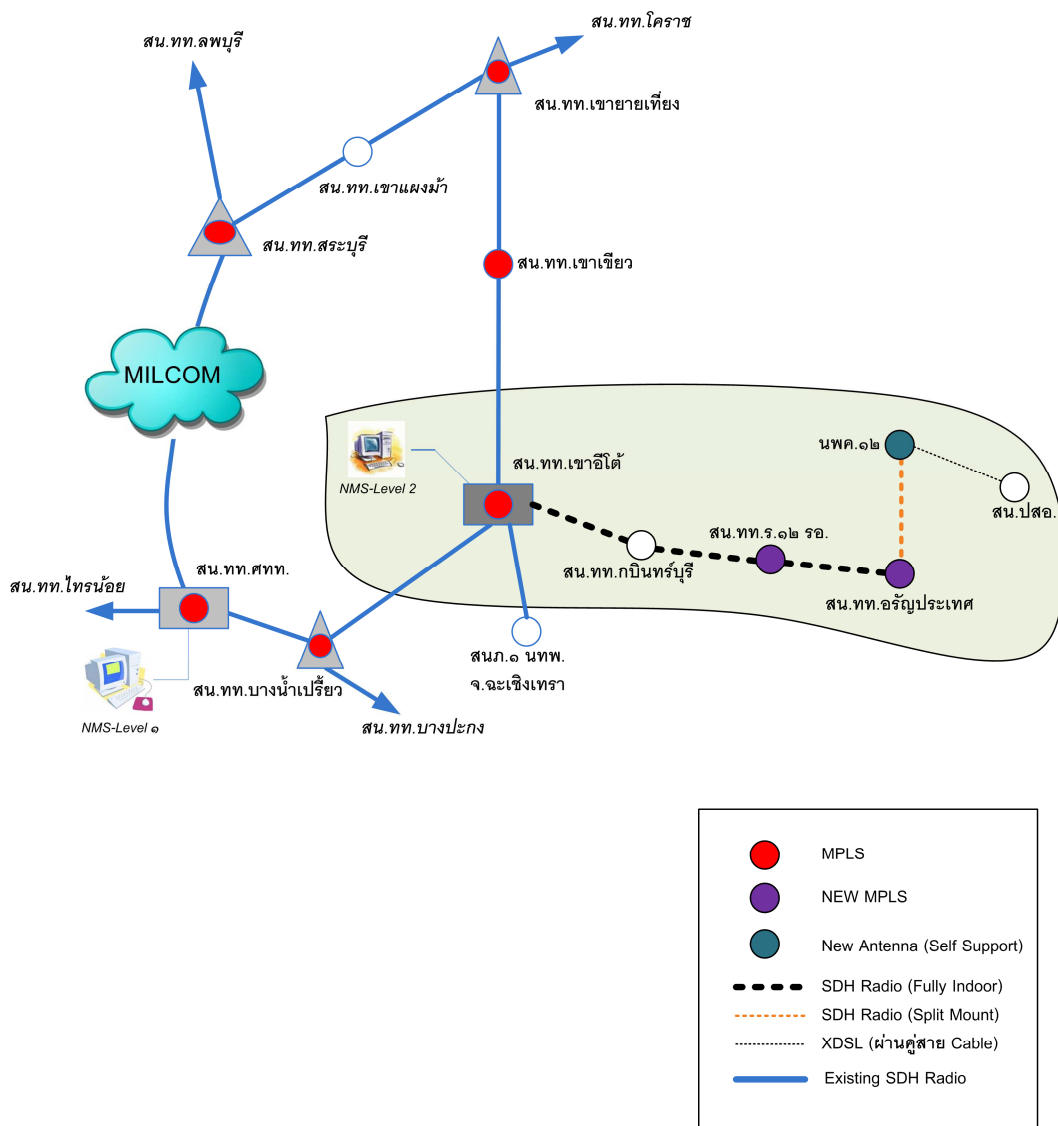 สน.ทท.โคราช
สน.ทท.ลพบุรี
สน.ทท.เขายายเที่ยง
สน.ทท.เขาแผงม้า
สน.ทท.สระบุรี
สน.ทท.เขาเขียว
MILCOM
นพค.๑๒
สน.ทท.เขาอีโต้
NMS-Level 2
สน.ปสอ.
สน.ทท.ร.๑๒ รอ.
สน.ทท.กบินทร์บุรี
สน.ทท.ศทท.
สน.ทท.ไทรน้อย
สน.ทท.อรัญประเทศ
สนภ.๑ นทพ.
จ.ฉะเชิงเทรา
สน.ทท.บางน้ำเปรี้ยว
NMS-Level ๑
สน.ทท.บางปะกง
MPLS
NEW MPLS
New Antenna (Self Support)
SDH Radio (Fully Indoor)
SDH Radio (Split Mount)
XDSL (ผ่านคู่สาย Cable)
Existing SDH Radio